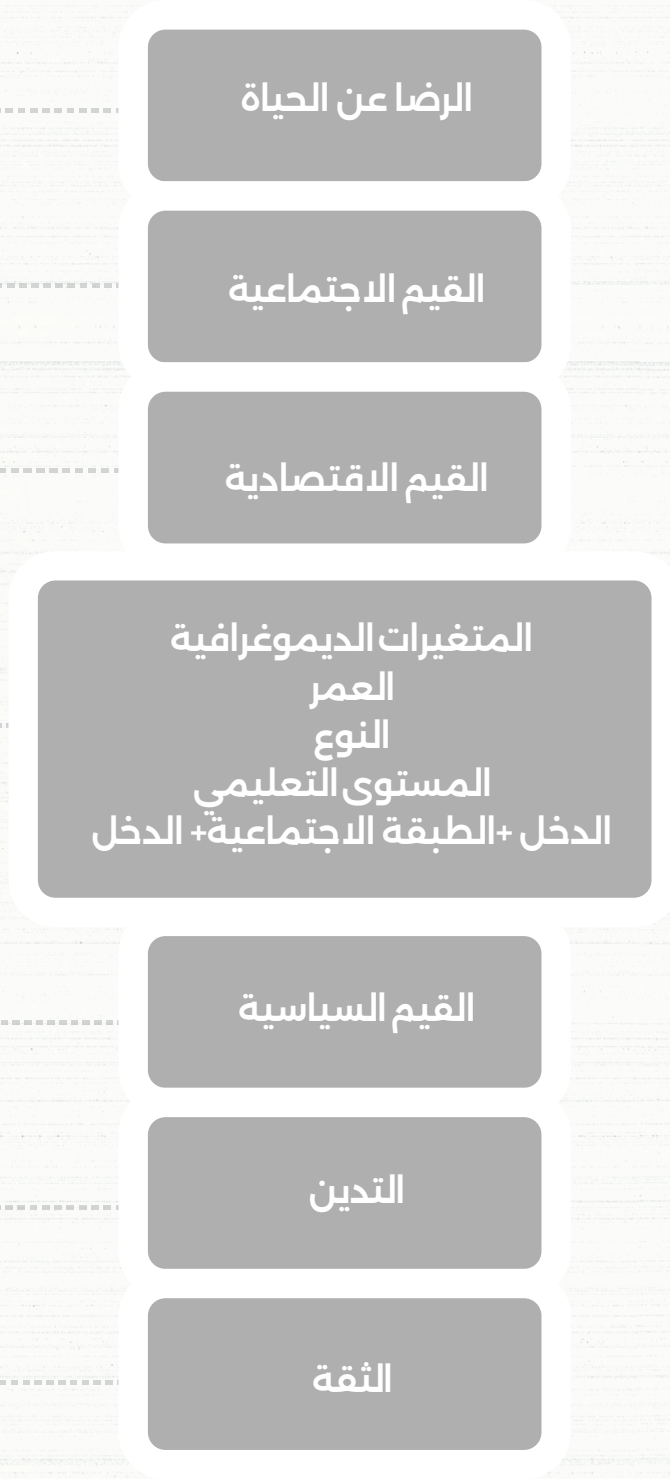 الرضا عن الحياة
القيم الاجتماعية
القيم الاقتصادية
المتغيرات الديموغرافية
العمر
النوع
المستوى التعليمي
الدخل +الطبقة الاجتماعية+ الدخل
القيم السياسية
التدين
الثقة